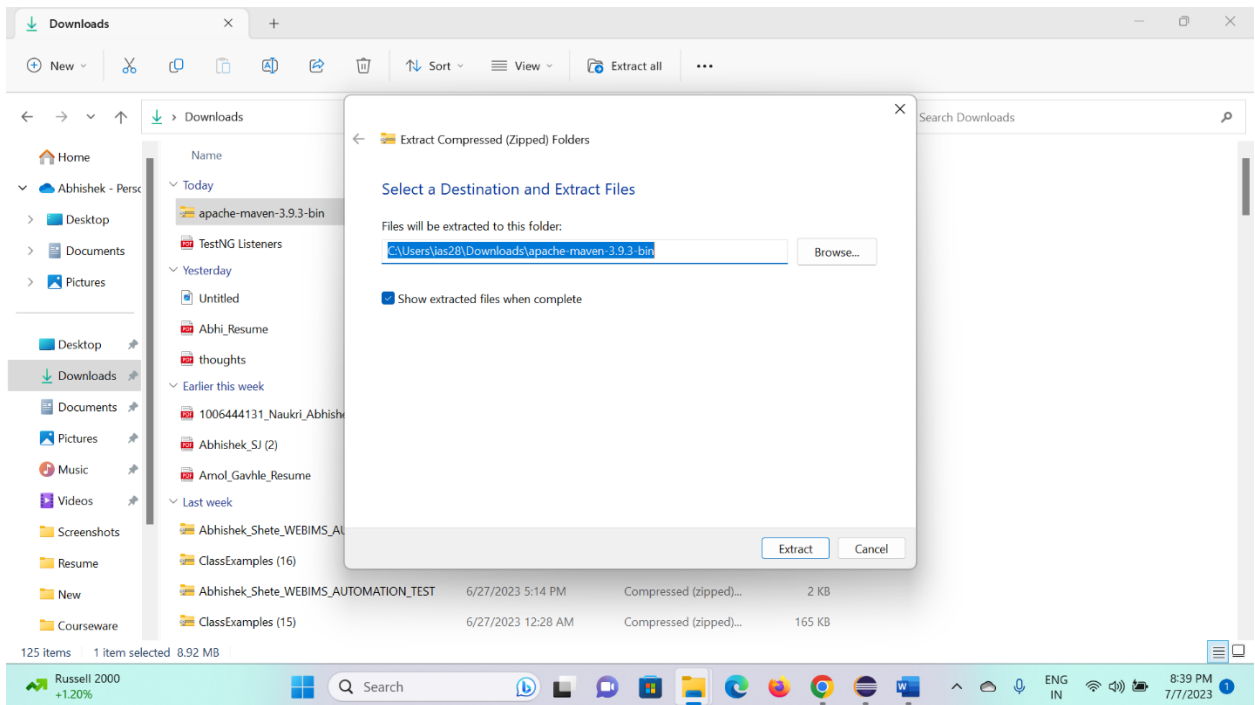 Downloads
New
Sort
View
Extract all
Downloads
Search Downloads
Home
Abhishek - Perso
Desktop
Documents
Pictures
Desktop
Downloads
Documents
Pictures
Music
Videos
Screenshots
Resume
New
Courseware
Name
Today
apache-maven-3.9.3-bin
TestNG Listeners
Yesterday
Untitled
Abhi_Resume
thoughts
Earlier this week
1006444131_Naukri_Abhishe
Abhishek_SJ (2)
Amol_Gavhle_Resume
Last week
Abhishek_Shete_WEBIMS_AU
ClassExamples (16)
Abhishek_Shete_WEBIMS_AUTOMATION_TEST 6/27/2023 5:14 PM Compressed (zipped)... 2 KB
ClassExamples (15) 6/27/2023 12:28 AM Compressed (zipped)... 165 KB
Extract Compressed (Zipped) Folders
Select a Destination and Extract Files
Files will be extracted to this folder:
C:\Users\ias28\Downloads\apache-maven-3.9.3-bin
Browse...
Show extracted files when complete
Extract Cancel
125 items 1 item selected 8.92 MB
Russell 2000
+1.20%
Search
ENG
IN
8:39 PM
7/7/2023
1